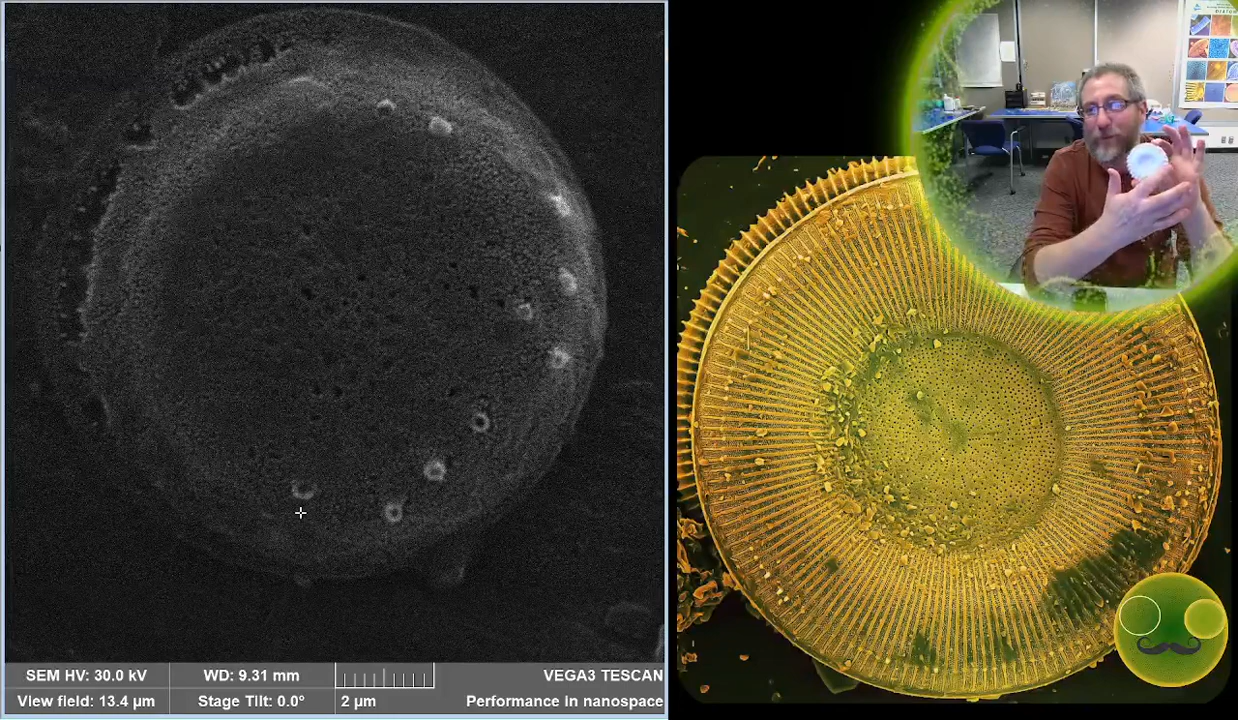 SEM HV: 30.0 kV
WD: 9.31 mm
VEGA3 TESCAN
View field: 13.4 µm
Stage Tilt: 0.0°
2 µm
Performance in nanospace